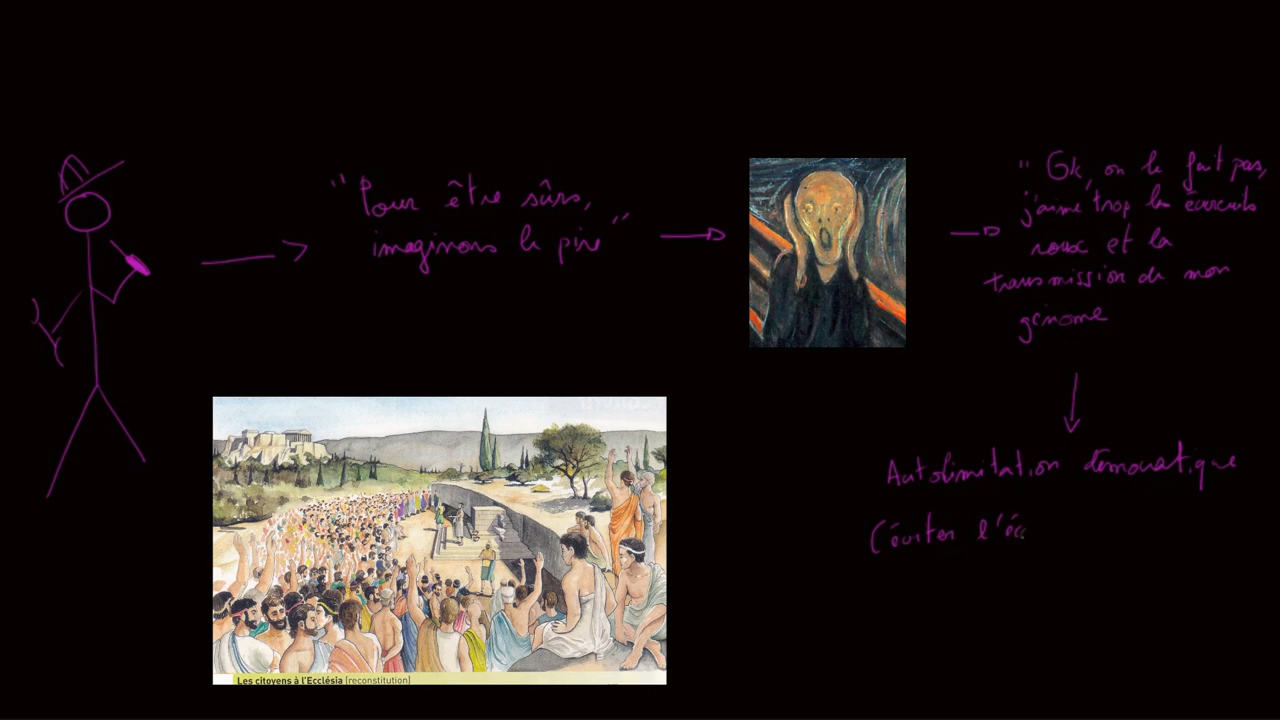 "Pour être sûrs,
imaginons le pire"
"Ok, on le fait pas,
j'aime trop les écureuils
roux et la
transmission de mon
génome
Autolimitation démocratique
(éviter l'éc
Les citoyens à l'Ecclésia (reconstitution)